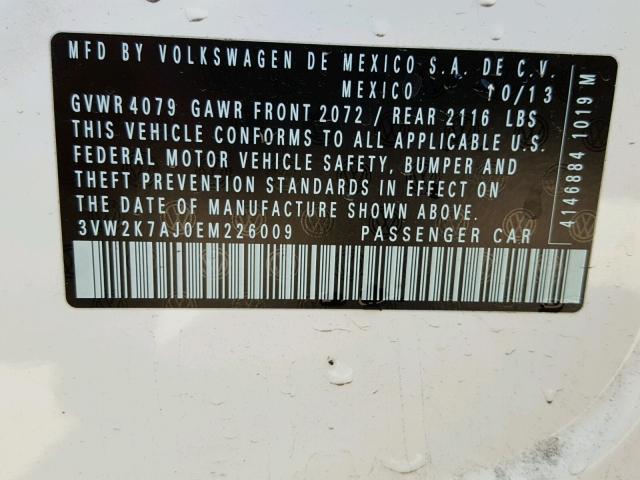 MFD BY VOLKSWAGEN DE MEXICO S.A. DE C.V.
MEXICO 10/13
GVWR 4079 GAWR FRONT 2072 / REAR 2116 LBS
THIS VEHICLE CONFORMS TO ALL APPLICABLE U.S.
FEDERAL MOTOR VEHICLE SAFETY, BUMPER AND
THEFT PREVENTION STANDARDS IN EFFECT ON
THE DATE OF MANUFACTURE SHOWN ABOVE.
3VW2K7AJ0EM226009 PASSENGER CAR
4146884 1019 M